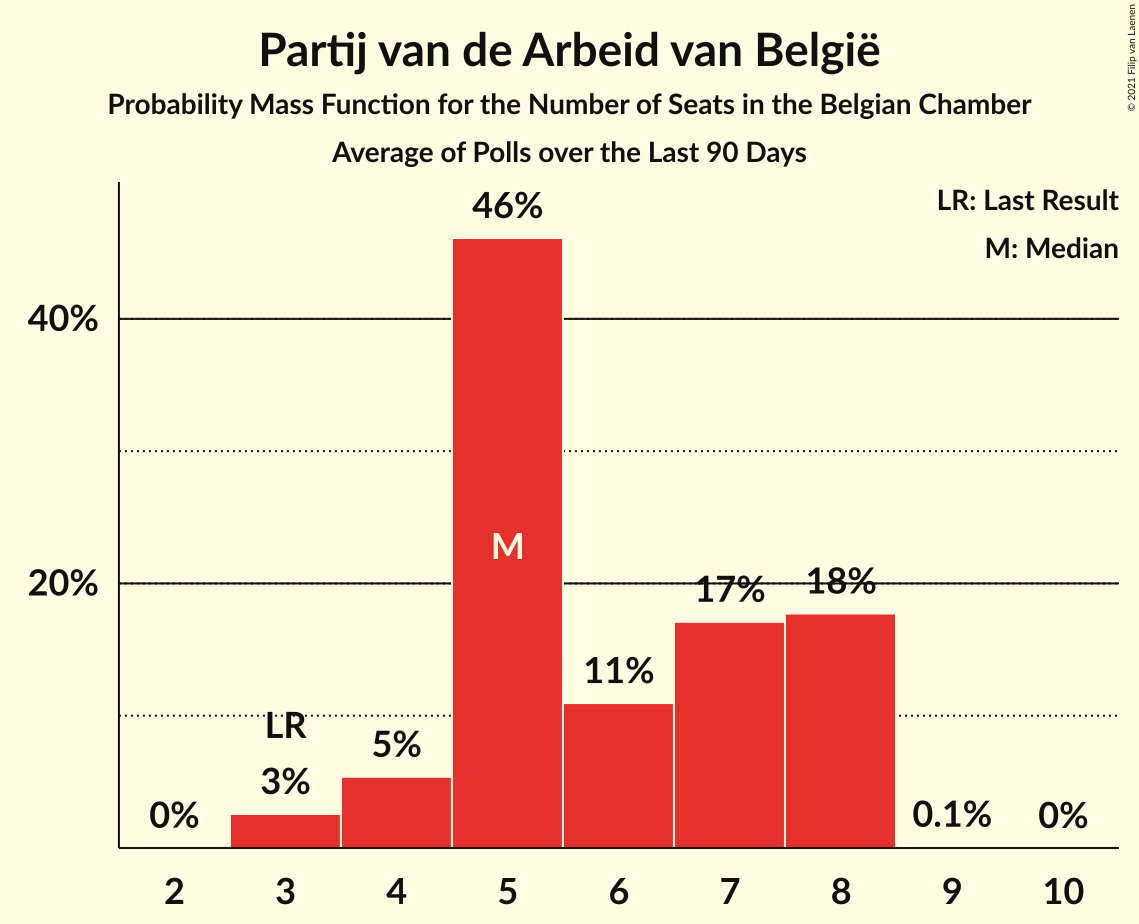 Partij van de Arbeid van België
Probability Mass Function for the Number of Seats in the Belgian Chamber
Average of Polls over the Last 90 Days
© 2021 Filip van Laenen
LR: Last Result
M: Median
46%
40%
M
20%
17%
18%
11%
LR
5%
3%
0%
0.1%
0%
2 3 4 5 6 7 8 9 10